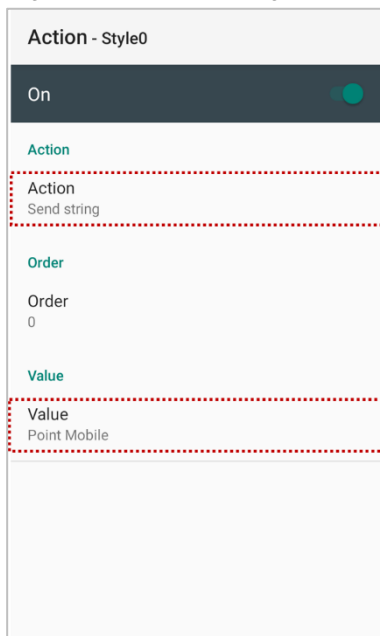 Action - Style0
On
Action
Action
Send string
Order
Order
0
Value
Value
Point Mobile